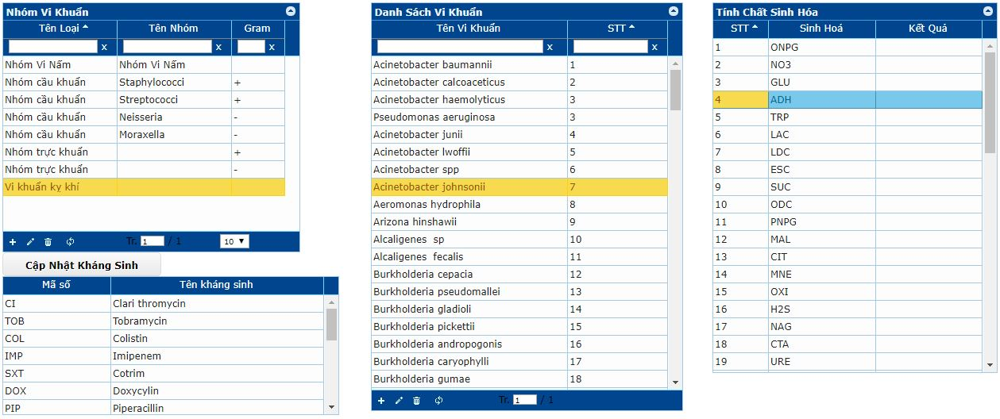 Nhóm Vi Khuẩn
Tên Loại Tên Nhóm Gram
x x x
Nhóm Vi Nấm Nhóm Vi Nấm
Nhóm cầu khuẩn Staphylococci +
Nhóm cầu khuẩn Streptococci +
Nhóm cầu khuẩn Neisseria -
Nhóm cầu khuẩn Moraxella -
Nhóm trực khuẩn +
Nhóm trực khuẩn -
Vi khuẩn kỵ khí
Tr. 1 / 1 10
Cập Nhật Kháng Sinh
Mã số Tên kháng sinh
CI Clari thromycin
TOB Tobramycin
COL Colistin
IMP Imipenem
SXT Cotrim
DOX Doxycylin
PIP Piperacillin
Danh Sách Vi Khuẩn
Tên Vi Khuẩn STT
x x
Acinetobacter baumannii 1
Acinetobacter calcoaceticus 2
Acinetobacter haemolyticus 3
Pseudomonas aeruginosa 3
Acinetobacter junii 4
Acinetobacter lwoffii 5
Acinetobacter spp 6
Acinetobacter johnsonii 7
Aeromonas hydrophila 8
Arizona hinshawii 9
Alcaligenes sp 10
Alcaligenes fecalis 11
Burkholderia cepacia 12
Burkholderia pseudomallei 13
Burkholderia gladioli 14
Burkholderia pickettii 15
Burkholderia andropogonis 16
Burkholderia caryophylli 17
Burkholderia gumae 18
Tr. 1 / 1
Tính Chất Sinh Hóa
STT Sinh Hoá Kết Quả
1 ONPG
2 NO3
3 GLU
4 ADH
5 TRP
6 LAC
7 LDC
8 ESC
9 SUC
10 ODC
11 PNPG
12 MAL
13 CIT
14 MNE
15 OXI
16 H2S
17 NAG
18 CTA
19 URE